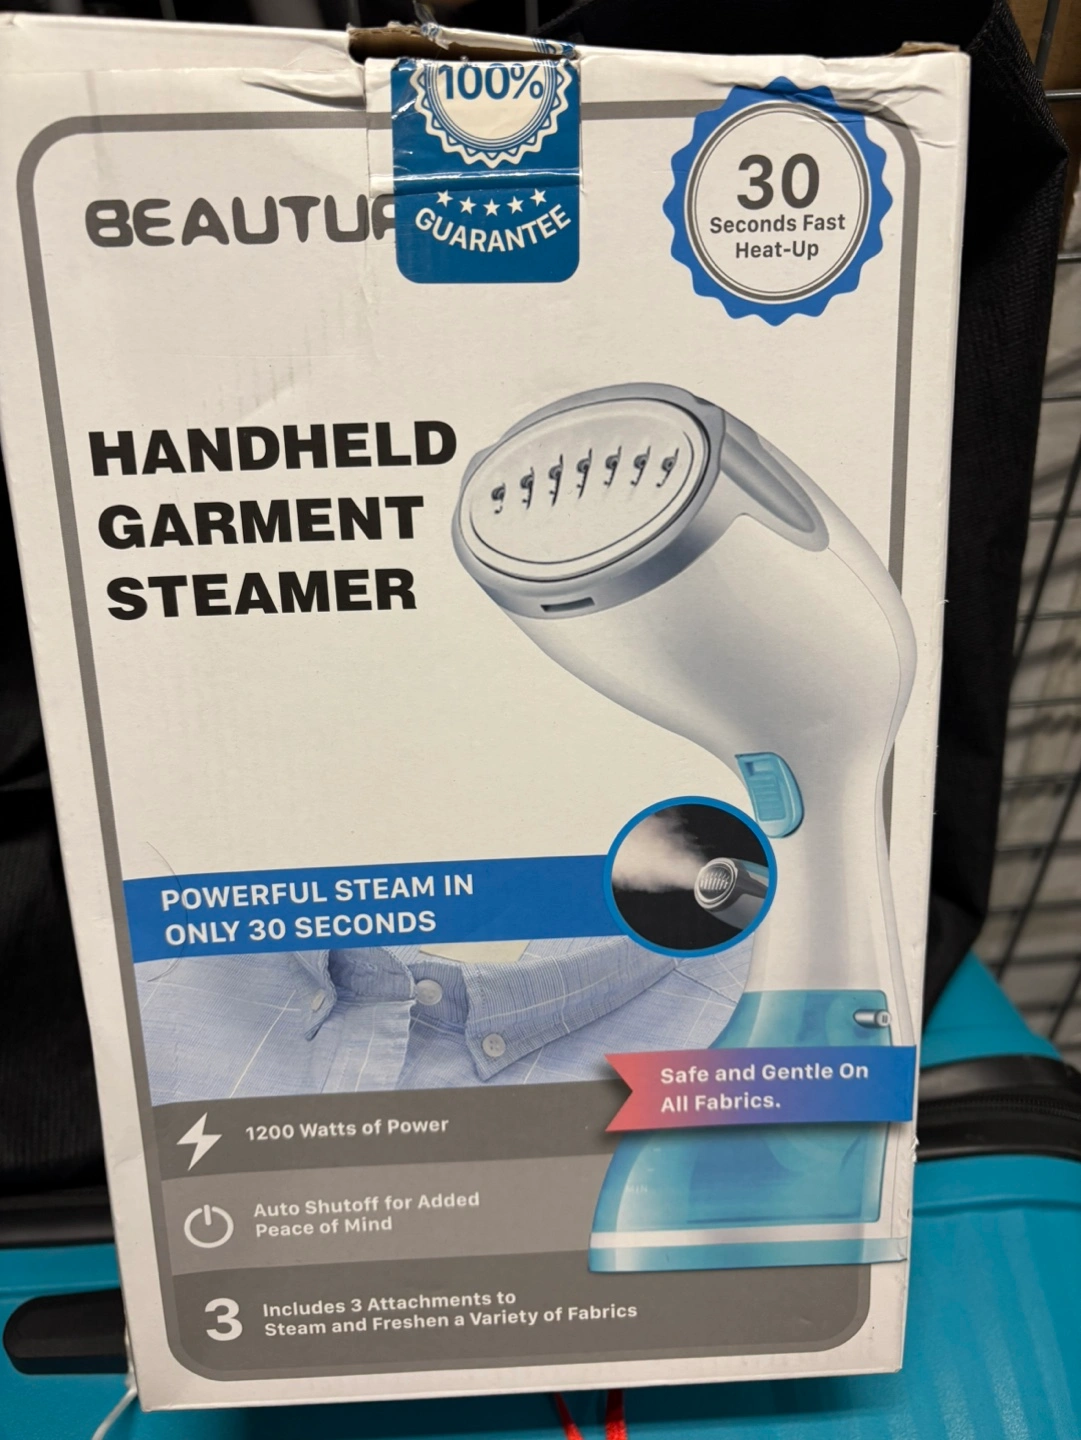 100%
GUARANTEE
30
Seconds Fast
Heat-Up
HANDHELD
GARMENT
STEAMER
POWERFUL STEAM IN
ONLY 30 SECONDS
Safe and Gentle On
All Fabrics.
1200 Watts of Power
Auto Shutoff for Added
Peace of Mind
3
Includes 3 Attachments to
Steam and Freshen a Variety of Fabrics